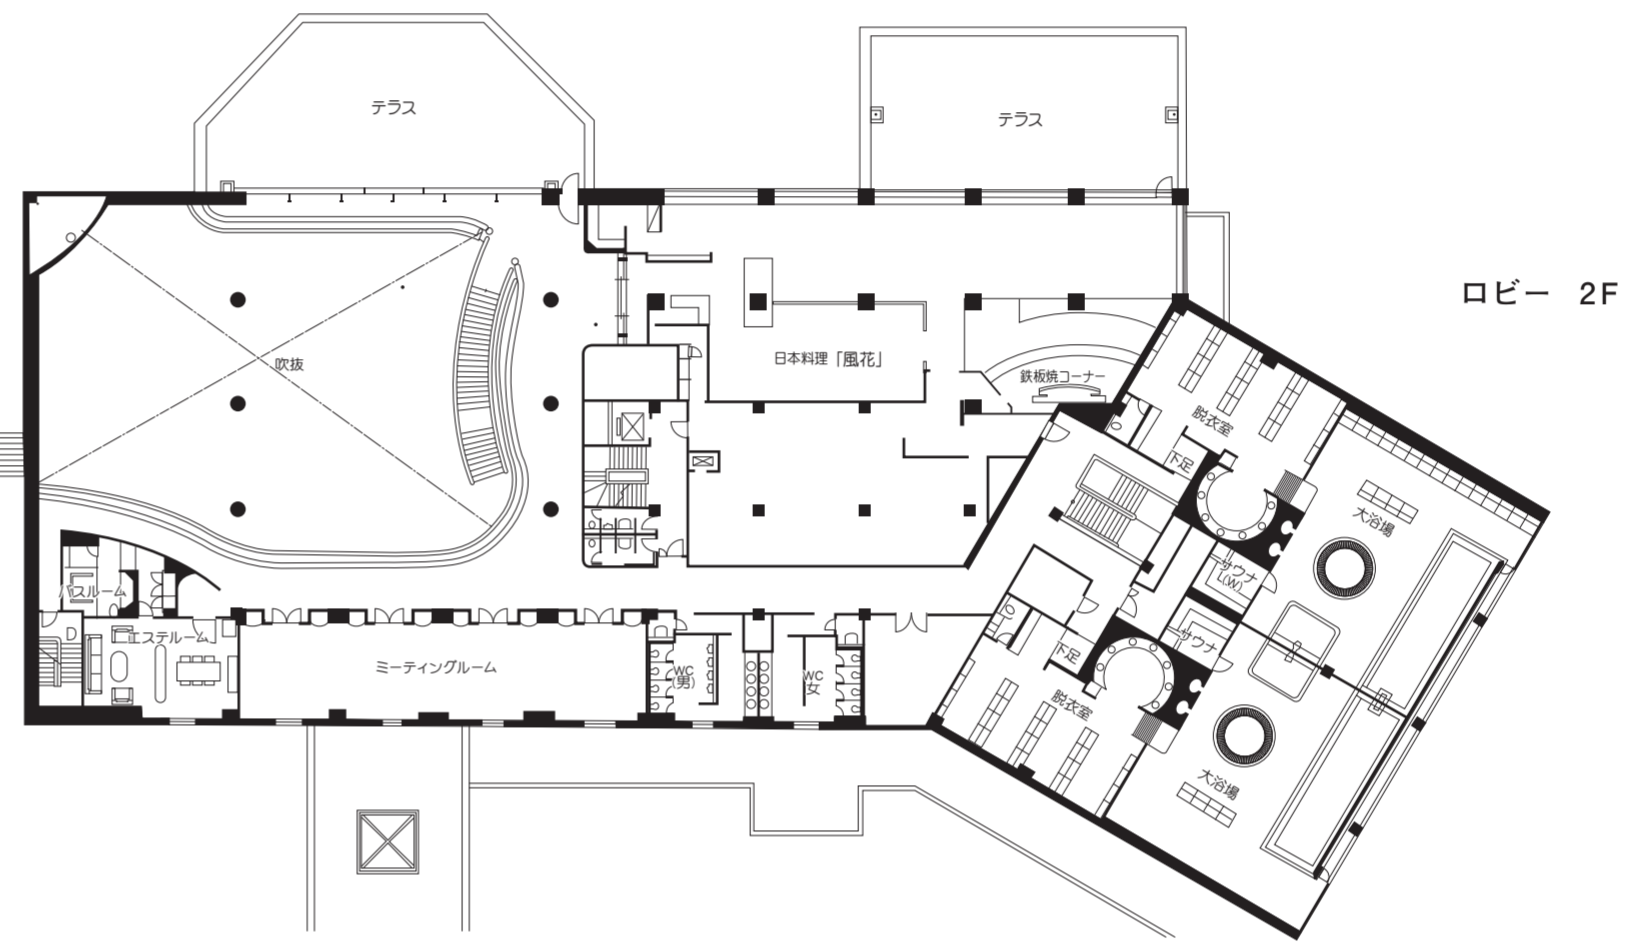 テラス
テラス
ロビー 2F
吹抜
日本料理「風花」
鉄板焼コーナー
脱衣室
下足
大浴場
サウナ
(W)
バスルーム
D
エステルーム
ミーティングルーム
WC
(男)
WC
女
サウナ
下足
脱衣室
大浴場